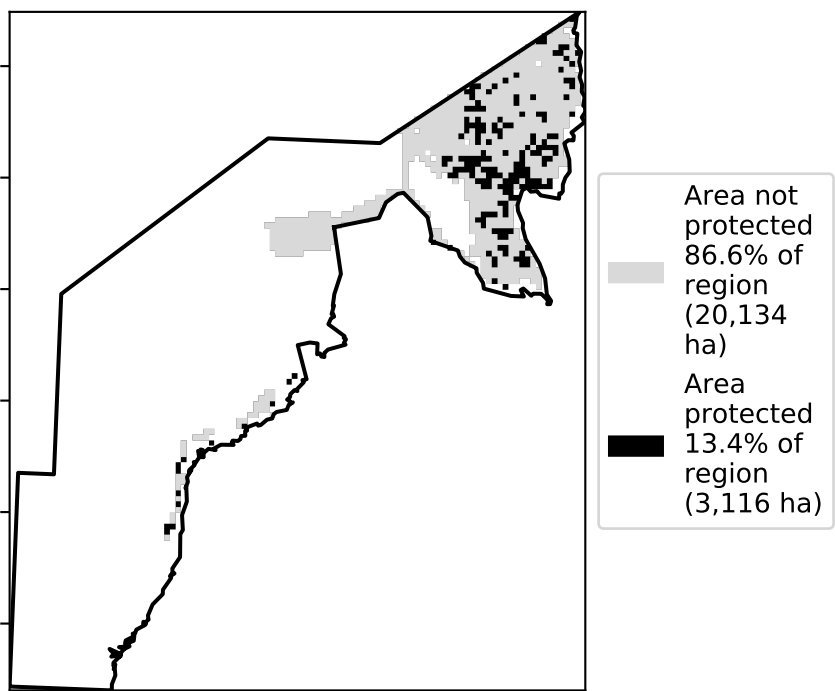 Area not
protected
86.6% of
region
(20,134
ha)
Area
protected
13.4% of
region
(3,116 ha)